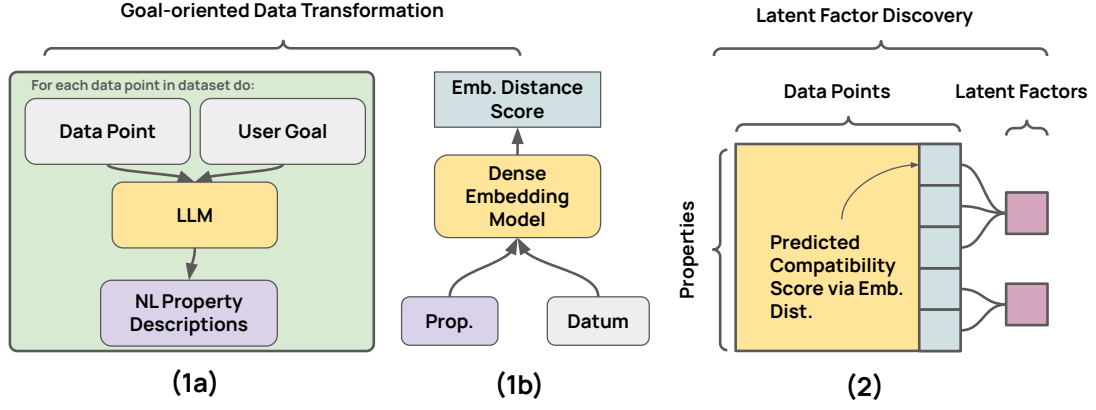 Goal-oriented Data Transformation
For each data point in dataset do:
Data Point
User Goal
LLM
NL Property
Descriptions
(1a)
Emb. Distance
Score
Dense
Embedding
Model
Prop.
Datum
(1b)
Latent Factor Discovery
Data Points
Latent Factors
Properties
Predicted
Compatibility
Score via Emb.
Dist.
(2)